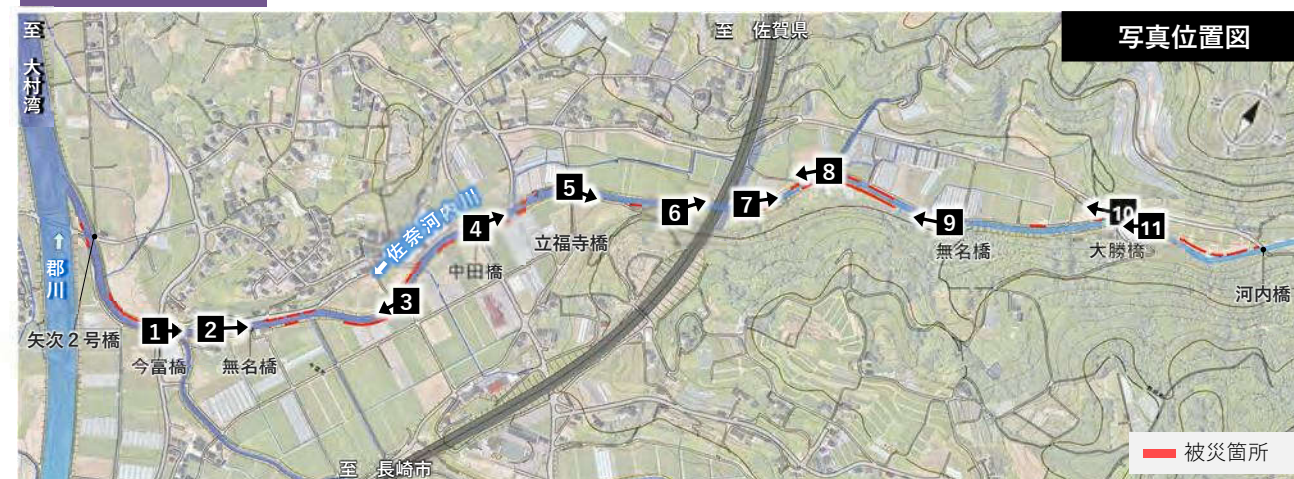 写真位置図
至 大村湾
至 佐賀県
8
5
7
6
4
佐奈河内川
立福寺橋
中田橋
9
10
11
無名橋
大勝橋
郡川
3
河内橋
1
2
矢次2号橋
今富橋
無名橋
被災箇所
至 長崎市